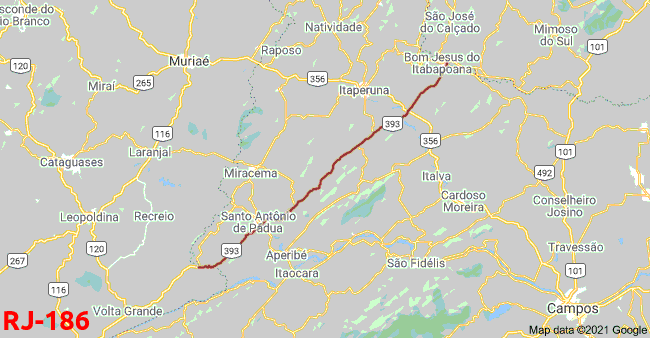 esconde do
io Branco
São José
do Calçado
Natividade
Mimoso
do Sul
101
Raposo
Muriaé
120
265
Miraí
356
Bom Jesus do
Itabapoana
Itaperuna
393
116
Laranjal
356
101
Cataguases
Miracema
Italva
492
Cardoso
Moreira
Conselheiro
Josino
Leopoldina
Recreio
Santo Antônio
de Pádua
120
393
Aperibé
Travessão
267
Itaocara
São Fidélis
101
116
Volta Grande
Campos
RJ-186
Map data ©2021 Google